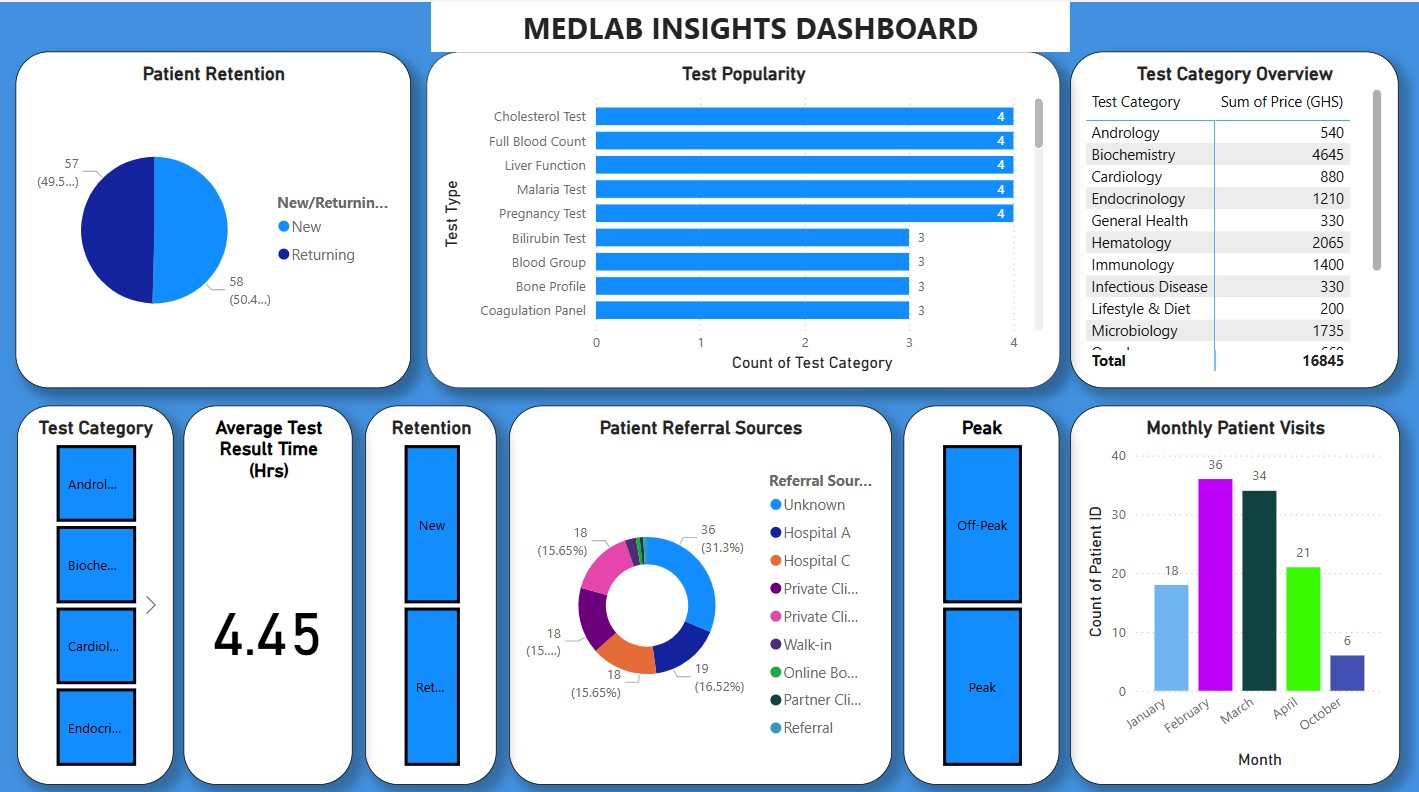 MEDLAB INSIGHTS DASHBOARD
Patient Retention
57
(49.5...)
58
(50.4...)
New/Returnin...
New
Returning
Test Popularity
Test Type
Cholesterol Test
4
Full Blood Count
4
Liver Function
4
Malaria Test
4
Pregnancy Test
4
Bilirubin Test
3
Blood Group
3
Bone Profile
3
Coagulation Panel
3
0 1 2 3 4
Count of Test Category
Test Category Overview
Test Category Sum of Price (GHS)
Andrology 540
Biochemistry 4645
Cardiology 880
Endocrinology 1210
General Health 330
Hematology 2065
Immunology 1400
Infectious Disease 330
Lifestyle & Diet 200
Microbiology 1735
Total 16845
Test Category
Androl...
Bioche...
Cardiol...
Endocri...
Average Test
Result Time
(Hrs)
4.45
Retention
New
Ret...
Patient Referral Sources
36
(31.3%)
19
(16.52%)
18
(15.65%)
18
(15....)
18
(15.65%)
Referral Sour...
Unknown
Hospital A
Hospital C
Private Cli...
Private Cli...
Walk-in
Online Bo...
Partner Cli...
Referral
Peak
Off-Peak
Peak
Monthly Patient Visits
Count of Patient ID
40
30
20
10
0
18
36
34
21
6
January
February
March
April
October
Month